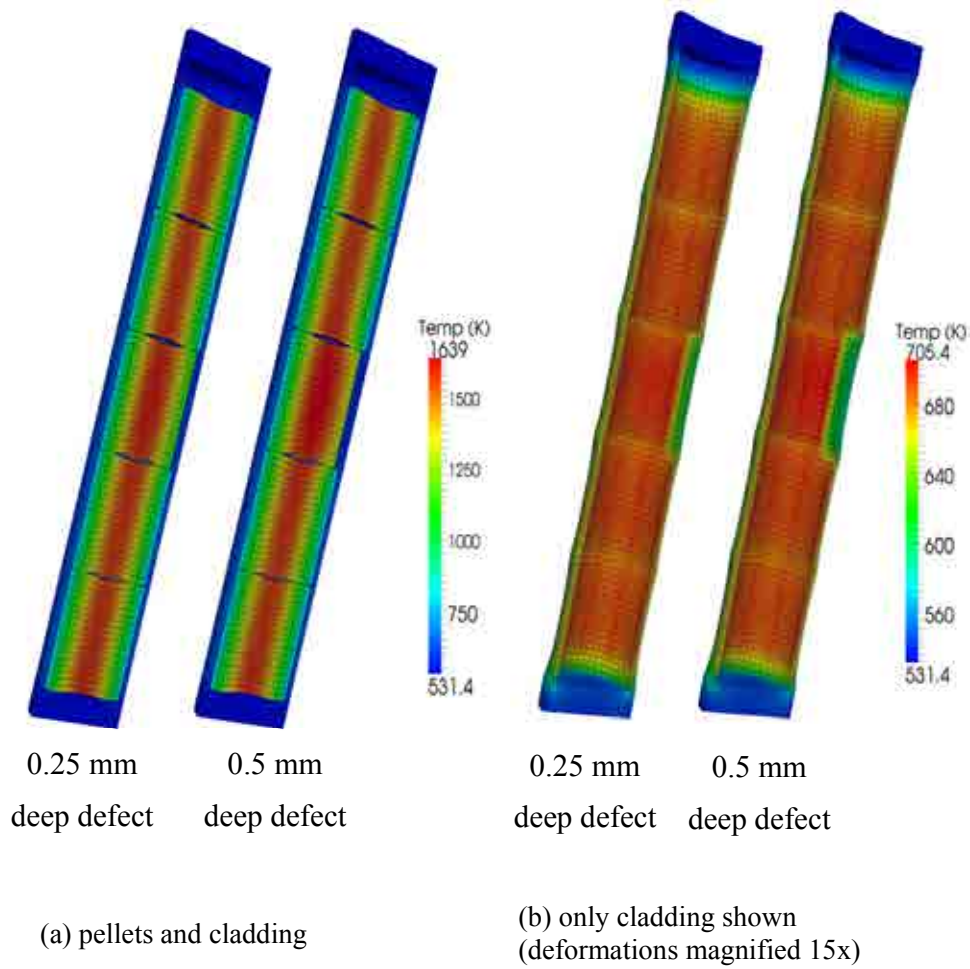 Temp (K)
1639
1500
1250
1000
750
531.4
Temp (K)
705.4
680
640
600
560
531.4
0.25 mm
deep defect
0.5 mm
deep defect
0.25 mm
deep defect
0.5 mm
deep defect
(a) pellets and cladding
(b) only cladding shown
(deformations magnified 15x)